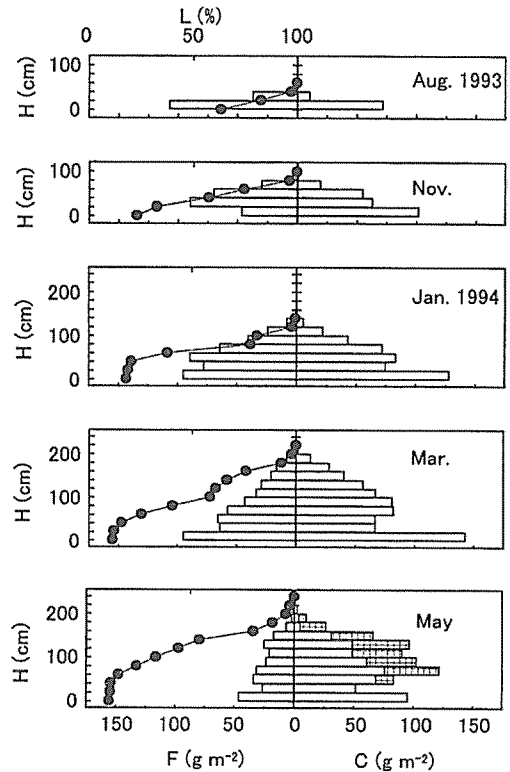 L (%)
0 50 100
100
0
H (cm)
Aug. 1993
100
0
H (cm)
Nov.
200
100
0
H (cm)
Jan. 1994
200
100
0
H (cm)
Mar.
200
100
0
H (cm)
May
150 100 50 0 50 100 150
F (g m⁻²) C (g m⁻²)